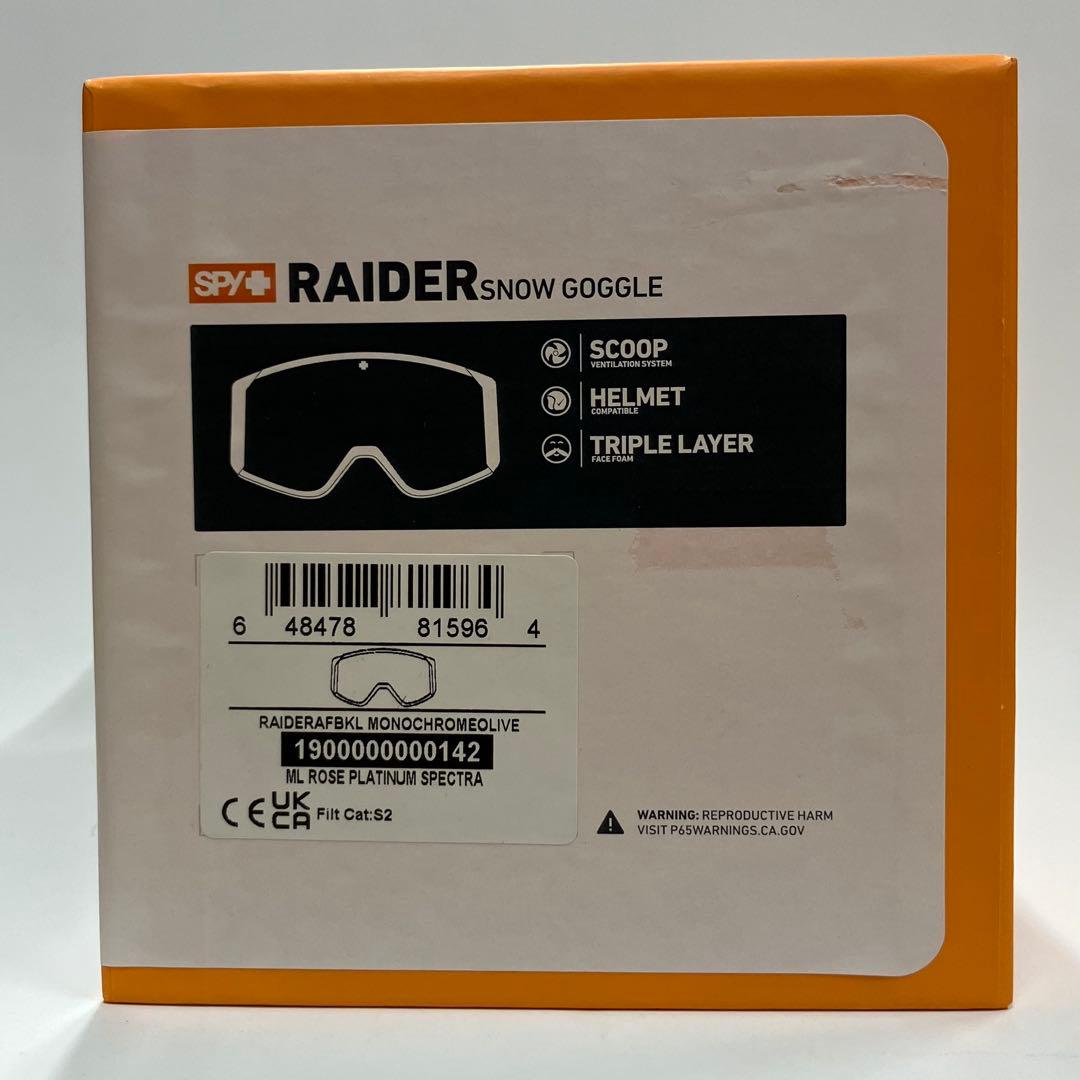 SPY+ RAIDER SNOW GOGGLE
SCOOP
VENTILATION SYSTEM
HELMET
COMPATIBLE
TRIPLE LAYER
FACE FOAM
6 48478 81596 4
RAIDERAFBKL MONOCHROMEOLIVE
1900000000142
ML ROSE PLATINUM SPECTRA
CE UK CA Filt Cat:S2
WARNING: REPRODUCTIVE HARM
VISIT P65WARNINGS.CA.GOV